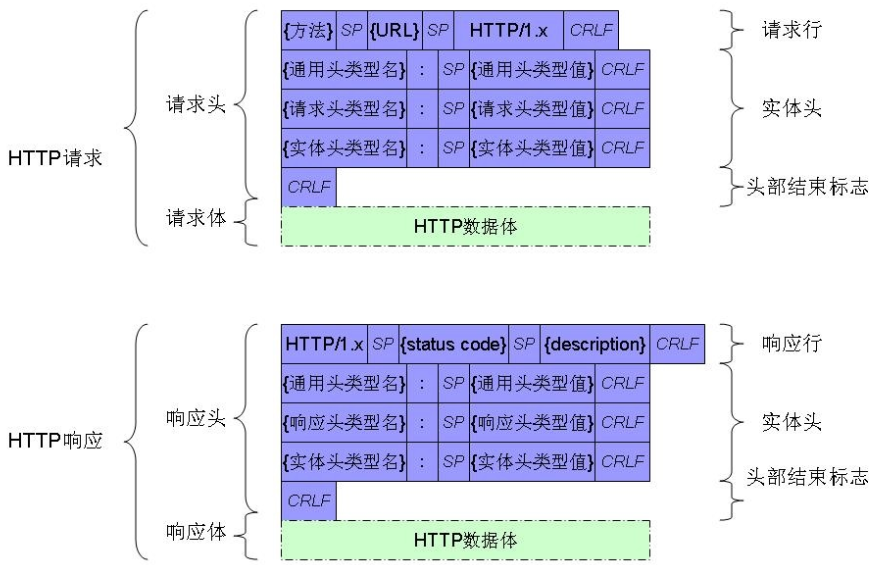 {方法} SP {URL} SP HTTP/1.x CRLF 请求行
{通用头类型名} : SP {通用头类型值} CRLF
请求头 {请求头类型名} : SP {请求头类型值} CRLF 实体头
HTTP请求 {实体头类型名} : SP {实体头类型值} CRLF
CRLF 头部结束标志
请求体 HTTP数据体
HTTP/1.x SP {status code} SP {description} CRLF 响应行
{通用头类型名} : SP {通用头类型值} CRLF
响应头 {响应头类型名} : SP {响应头类型值} CRLF 实体头
HTTP响应 {实体头类型名} : SP {实体头类型值} CRLF
头部结束标志
CRLF
响应体 HTTP数据体